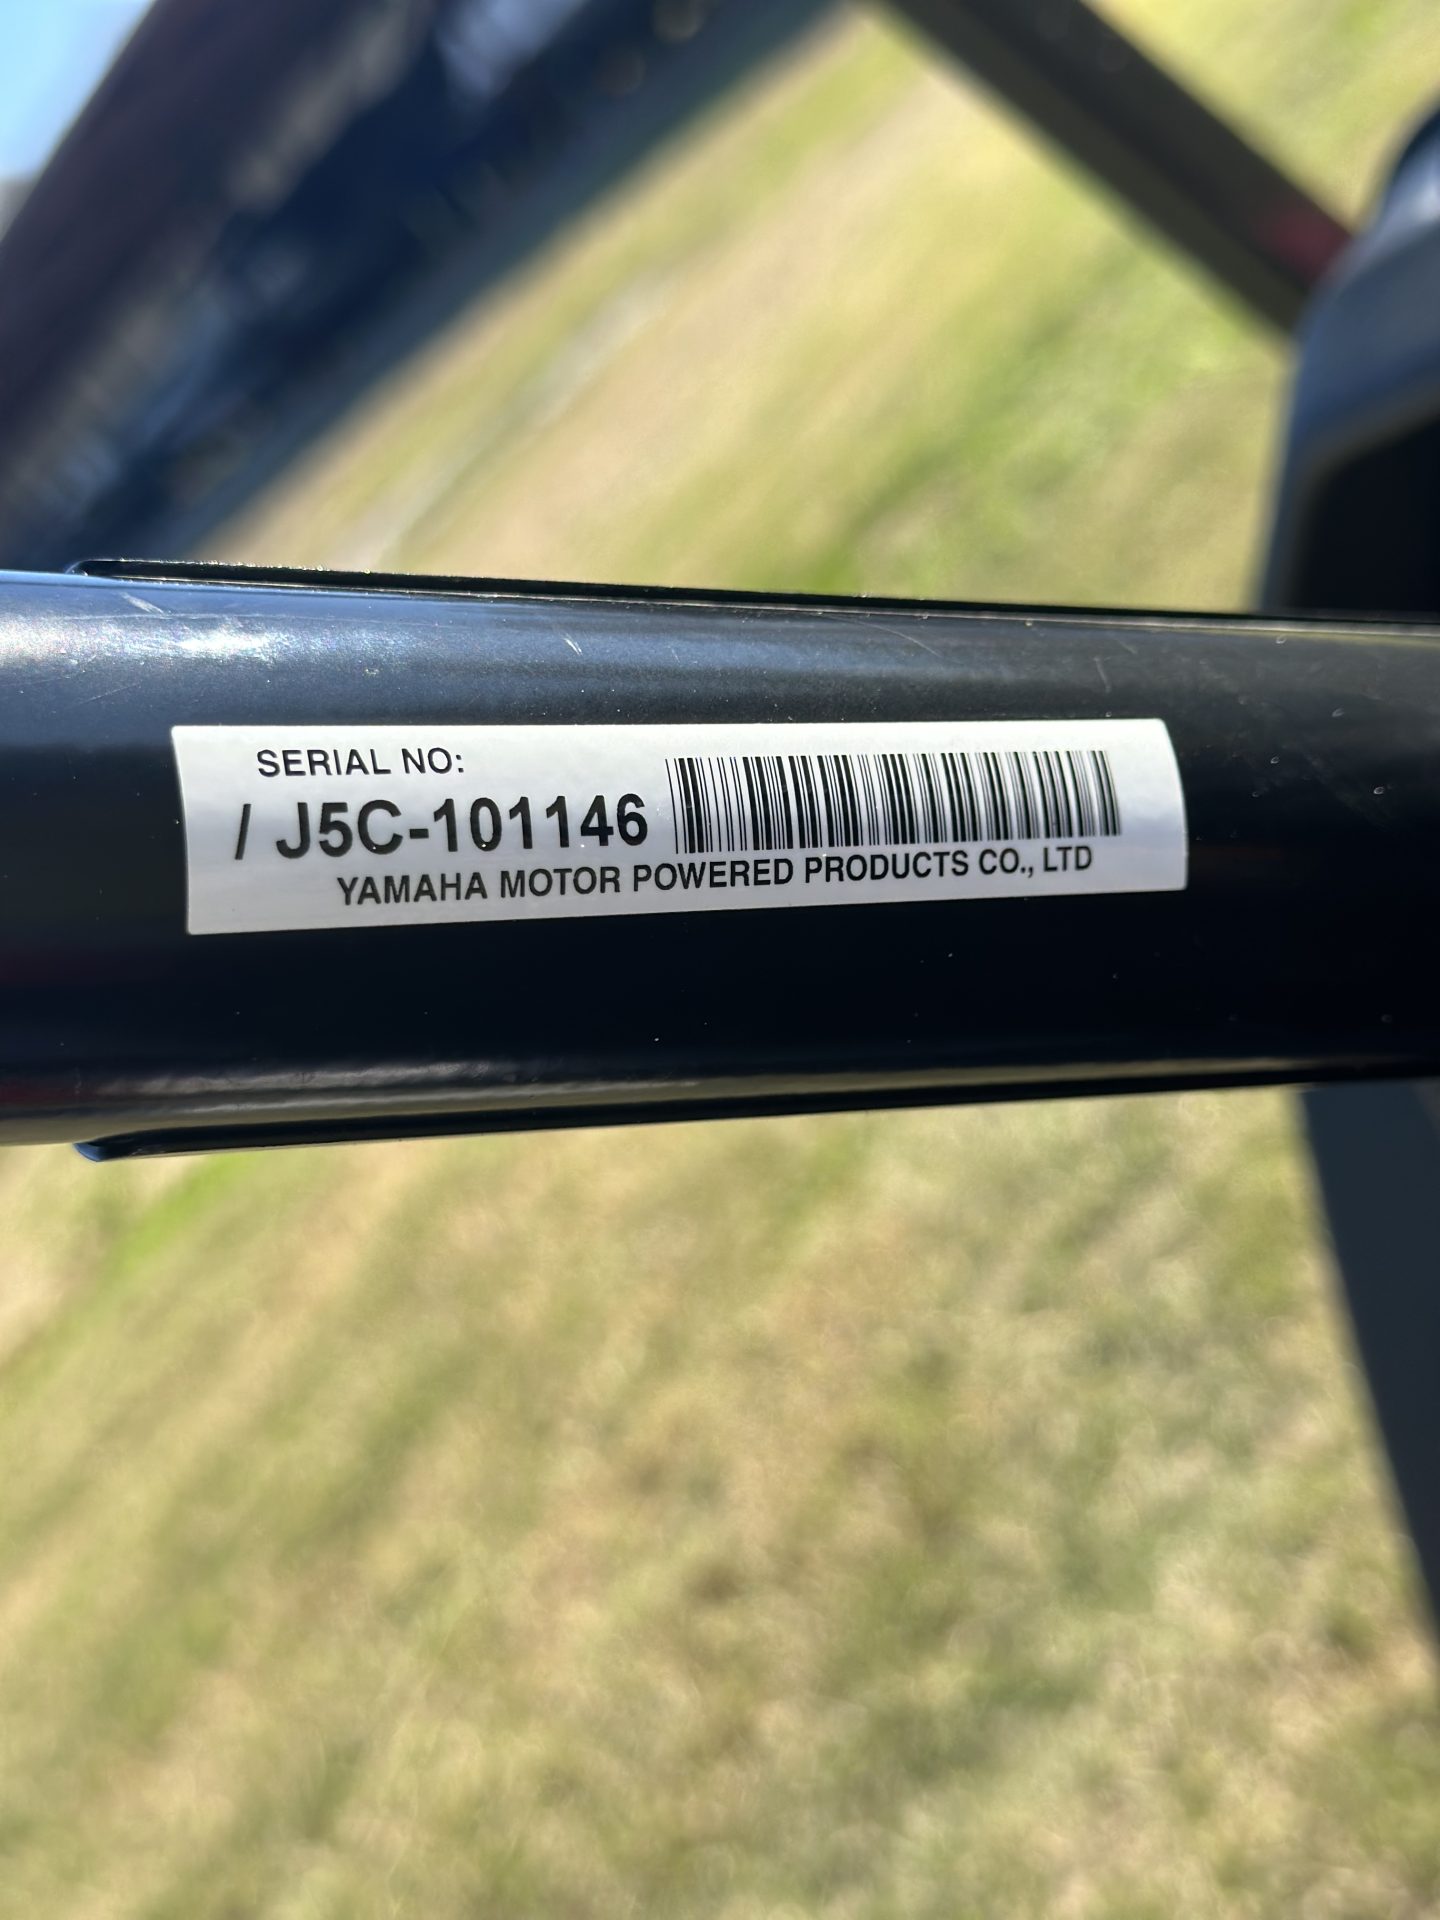 SERIAL NO:
/ J5C-101146
YAMAHA MOTOR POWERED PRODUCTS CO., LTD